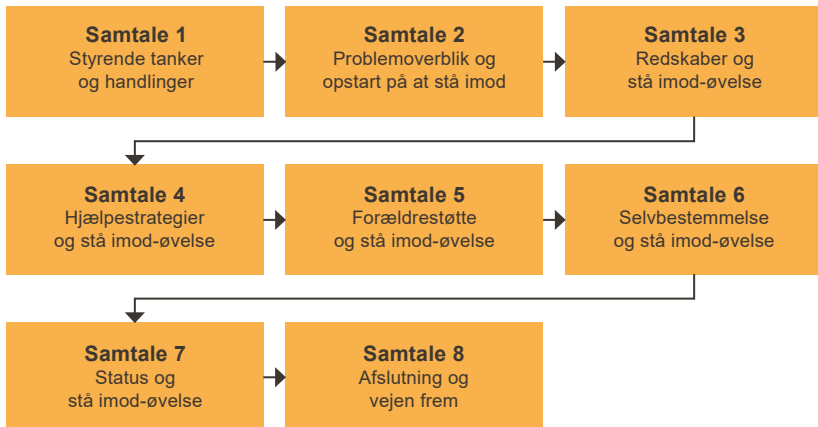 Samtale 1
Styrende tanker
og handlinger
Samtale 2
Problemoverblik og
opstart på at stå imod
Samtale 3
Redskaber og
stå imod-øvelse
Samtale 4
Hjælpestrategier
og stå imod-øvelse
Samtale 5
Forældrestøtte
og stå imod-øvelse
Samtale 6
Selvbestemmelse
og stå imod-øvelse
Samtale 7
Status og
stå imod-øvelse
Samtale 8
Afslutning og
vejen frem